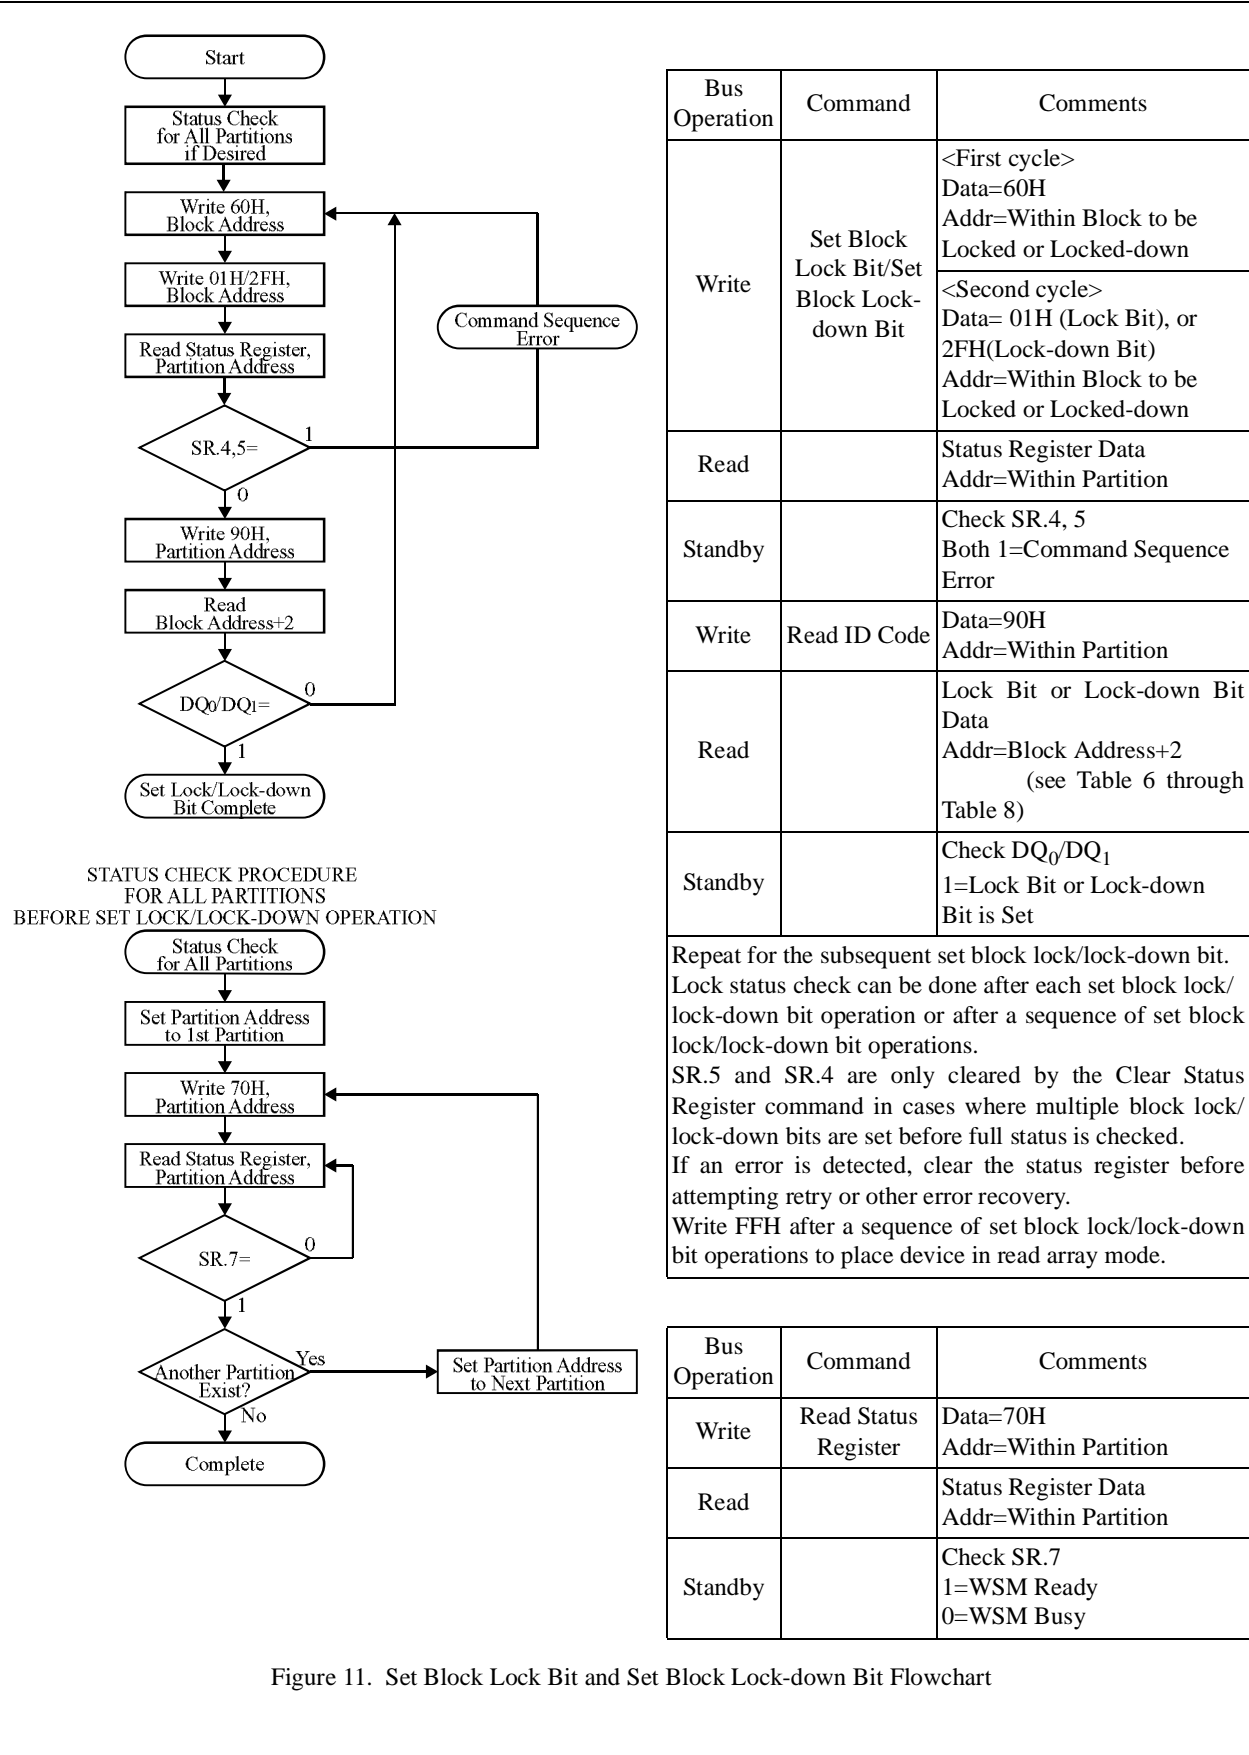 Start
Status Check
for All Partitions
if Desired
Write 60H,
Block Address
Write 01H/2FH,
Block Address
Read Status Register,
Partition Address
SR.4,5=
1
0
Command Sequence
Error
Write 90H,
Partition Address
Read
Block Address+2
DQ0/DQ1=
0
1
Set Lock/Lock-down
Bit Complete
STATUS CHECK PROCEDURE
FOR ALL PARTITIONS
BEFORE SET LOCK/LOCK-DOWN OPERATION
Status Check
for All Partitions
Set Partition Address
to 1st Partition
Write 70H,
Partition Address
Read Status Register,
Partition Address
SR.7=
0
1
Another Partition
Exist?
Yes
No
Set Partition Address
to Next Partition
Complete
Bus
Operation
Command
Comments
Write
Set Block
Lock Bit/Set
Block Lock-
down Bit
<First cycle>
Data=60H
Addr=Within Block to be
Locked or Locked-down
<Second cycle>
Data= 01H (Lock Bit), or
2FH(Lock-down Bit)
Addr=Within Block to be
Locked or Locked-down
Read
Status Register Data
Addr=Within Partition
Standby
Check SR.4, 5
Both 1=Command Sequence
Error
Write
Read ID Code
Data=90H
Addr=Within Partition
Read
Lock Bit or Lock-down Bit
Data
Addr=Block Address+2
(see Table 6 through
Table 8)
Standby
Check DQ0/DQ1
1=Lock Bit or Lock-down
Bit is Set
Repeat for the subsequent set block lock/lock-down bit.
Lock status check can be done after each set block lock/
lock-down bit operation or after a sequence of set block
lock/lock-down bit operations.
SR.5 and SR.4 are only cleared by the Clear Status
Register command in cases where multiple block lock/
lock-down bits are set before full status is checked.
If an error is detected, clear the status register before
attempting retry or other error recovery.
Write FFH after a sequence of set block lock/lock-down
bit operations to place device in read array mode.
Bus
Operation
Command
Comments
Write
Read Status
Register
Data=70H
Addr=Within Partition
Read
Status Register Data
Addr=Within Partition
Standby
Check SR.7
1=WSM Ready
0=WSM Busy
Figure 11. Set Block Lock Bit and Set Block Lock-down Bit Flowchart